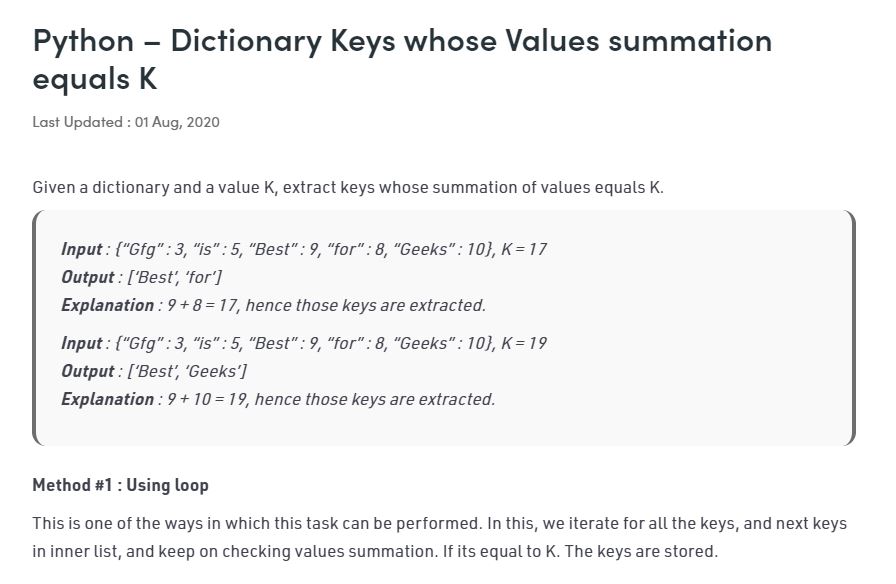 Python – Dictionary Keys whose Values summation
equals K
Last Updated : 01 Aug, 2020
Given a dictionary and a value K, extract keys whose summation of values equals K.
Input : {“Gfg” : 3, “is” : 5, “Best” : 9, “for” : 8, “Geeks” : 10}, K = 17
Output : [‘Best’, ‘for’]
Explanation : 9 + 8 = 17, hence those keys are extracted.
Input : {“Gfg” : 3, “is” : 5, “Best” : 9, “for” : 8, “Geeks” : 10}, K = 19
Output : [‘Best’, ‘Geeks’]
Explanation : 9 + 10 = 19, hence those keys are extracted.
Method #1 : Using loop
This is one of the ways in which this task can be performed. In this, we iterate for all the keys, and next keys
in inner list, and keep on checking values summation. If its equal to K. The keys are stored.